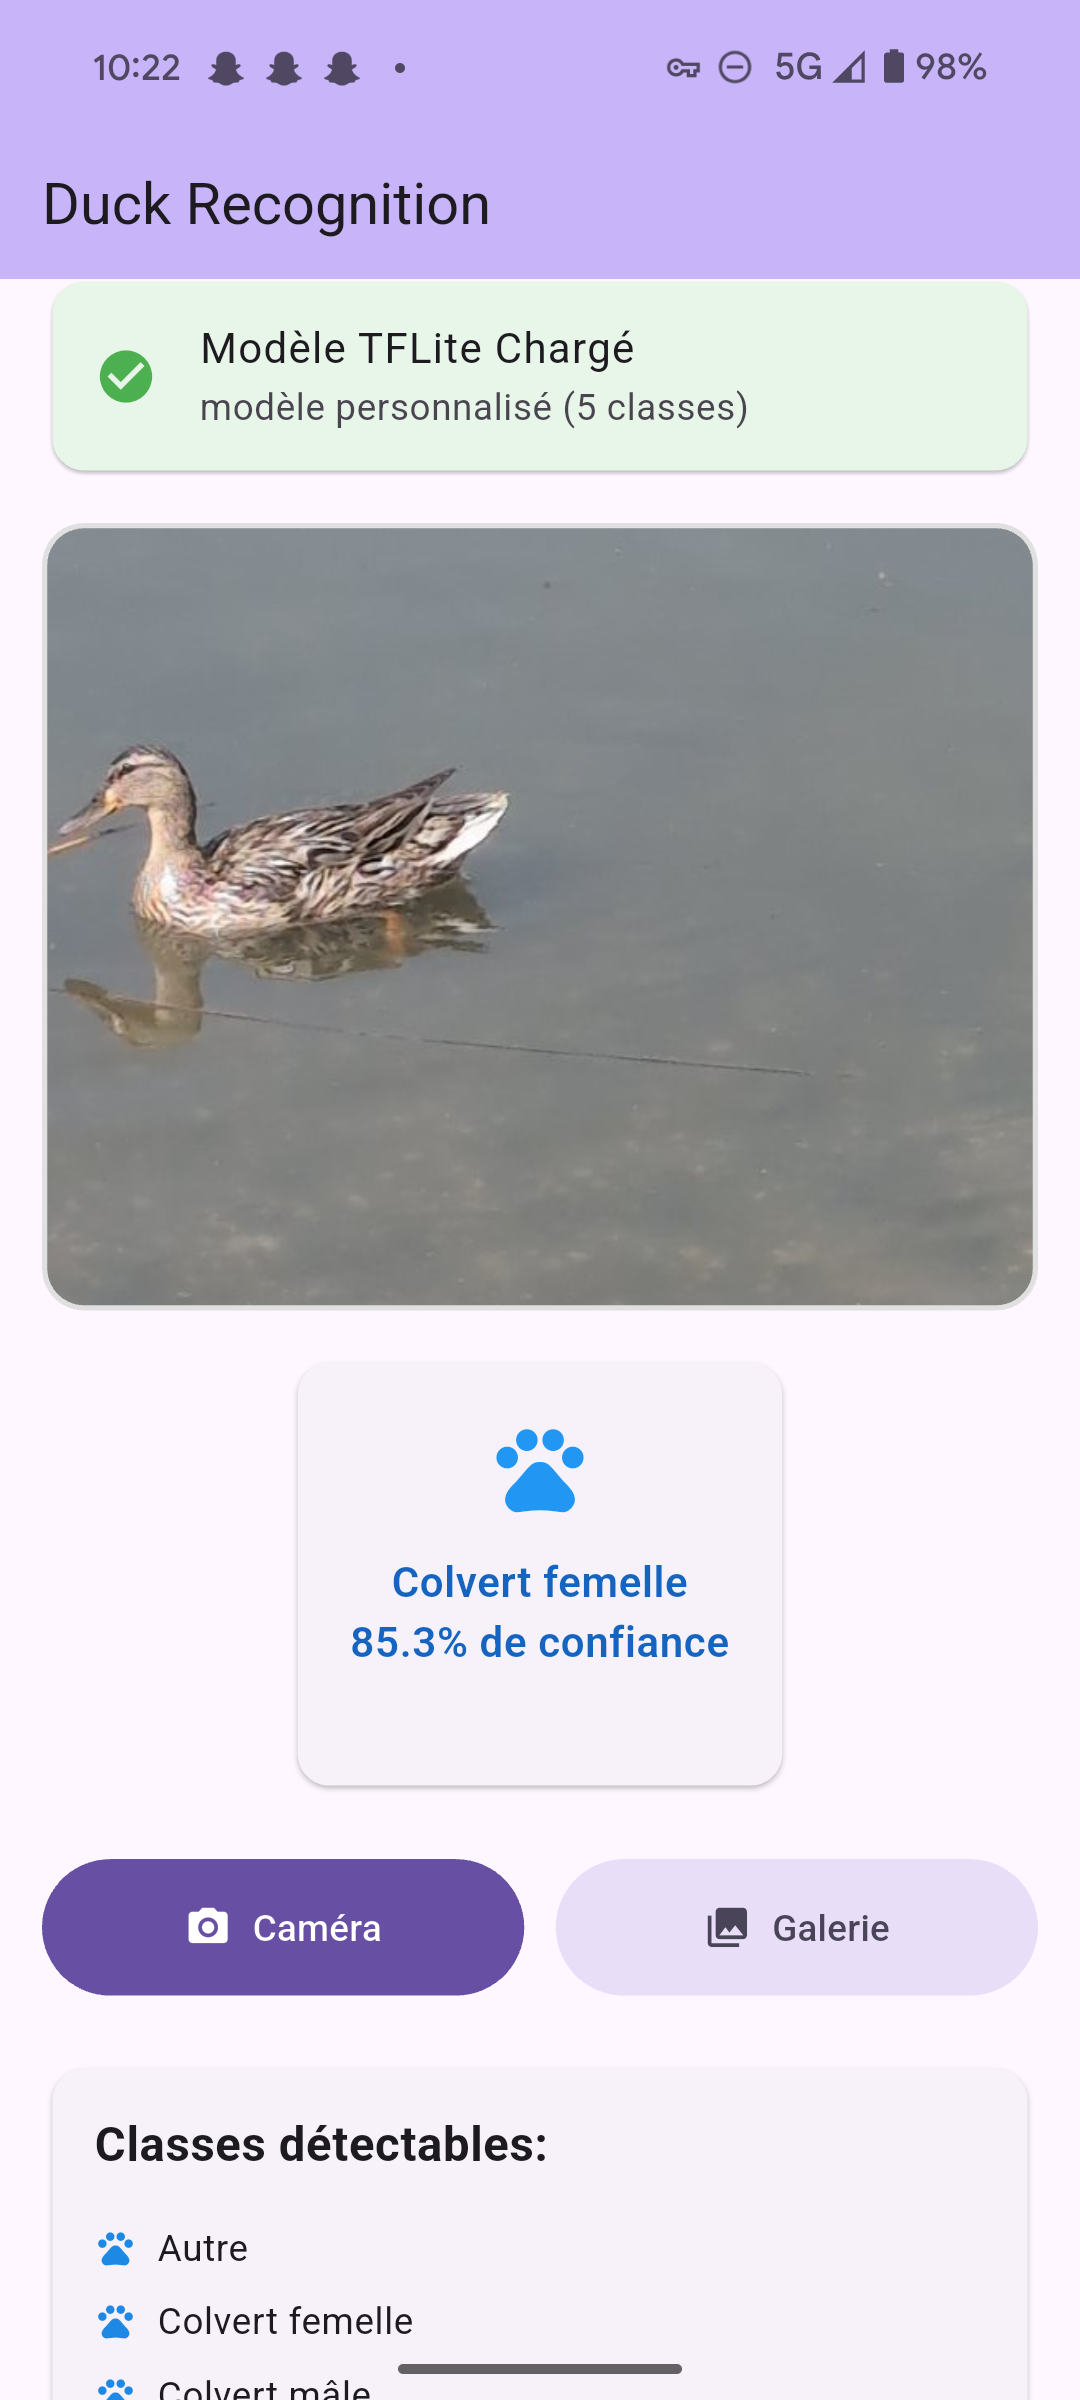 10:22 5G 98%
Duck Recognition
Modèle TFLite Chargé
modèle personnalisé (5 classes)
Colvert femelle
85.3% de confiance
Caméra Galerie
Classes détectables:
Autre
Colvert femelle
Colvert mâle